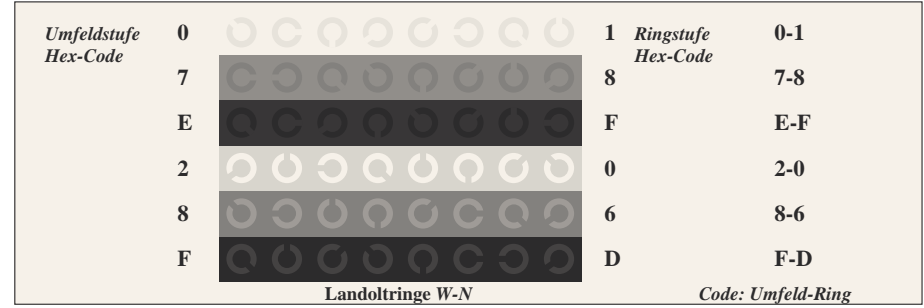 Umfeldstufe 0 1 Ringstufe 0-1
Hex-Code Hex-Code
7 8 7-8
E F E-F
2 0 2-0
8 6 8-6
F D F-D
Landoltringe W-N Code: Umfeld-Ring